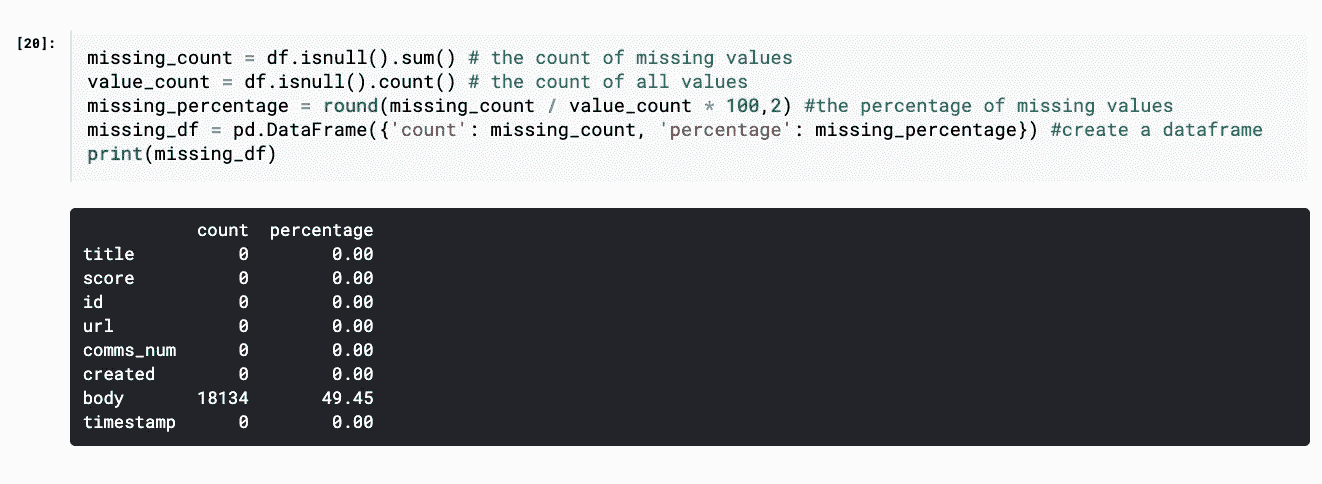 [20]:
missing_count = df.isnull().sum() # the count of missing values
value_count = df.isnull().count() # the count of all values
missing_percentage = round(missing_count / value_count * 100,2) #the percentage of missing values
missing_df = pd.DataFrame({'count': missing_count, 'percentage': missing_percentage}) #create a dataframe
print(missing_df)
count percentage
title 0 0.00
score 0 0.00
id 0 0.00
url 0 0.00
comms_num 0 0.00
created 0 0.00
body 18134 49.45
timestamp 0 0.00